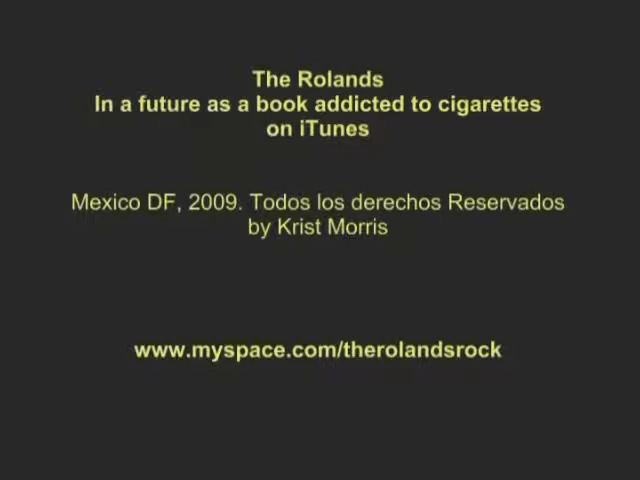 The Rolands
In a future as a book addicted to cigarettes
on iTunes
Mexico DF, 2009. Todos los derechos Reservados
by Krist Morris
www.myspace.com/therolandsrock